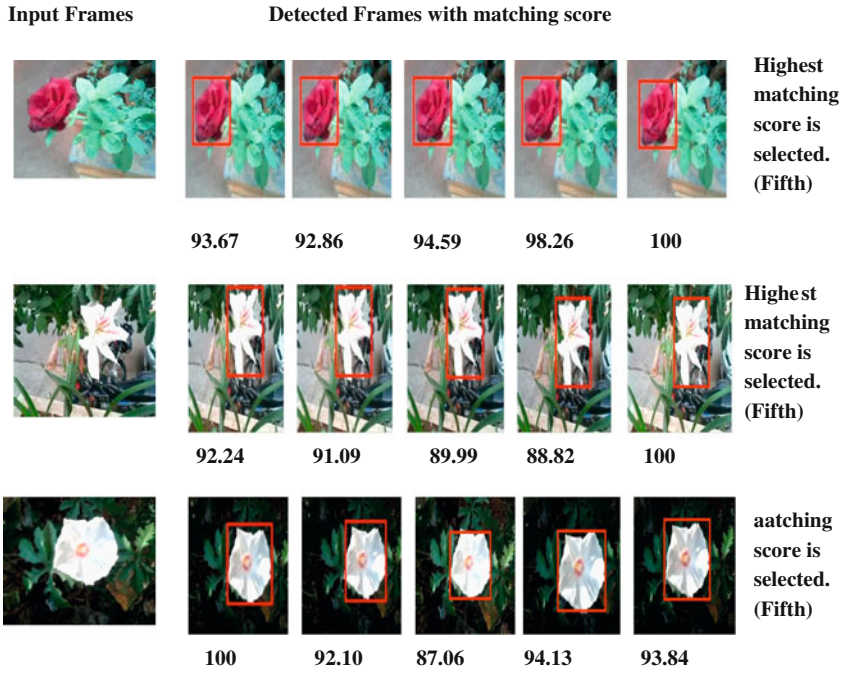 Input Frames
Detected Frames with matching score
Highest
matching
score is
selected.
(Fifth)
93.67 92.86 94.59 98.26 100
Highe st
matching
score is
selected.
(Fifth)
92.24 91.09 89.99 88.82 100
aatching
score is
selected.
(Fifth)
100 92.10 87.06 94.13 93.84